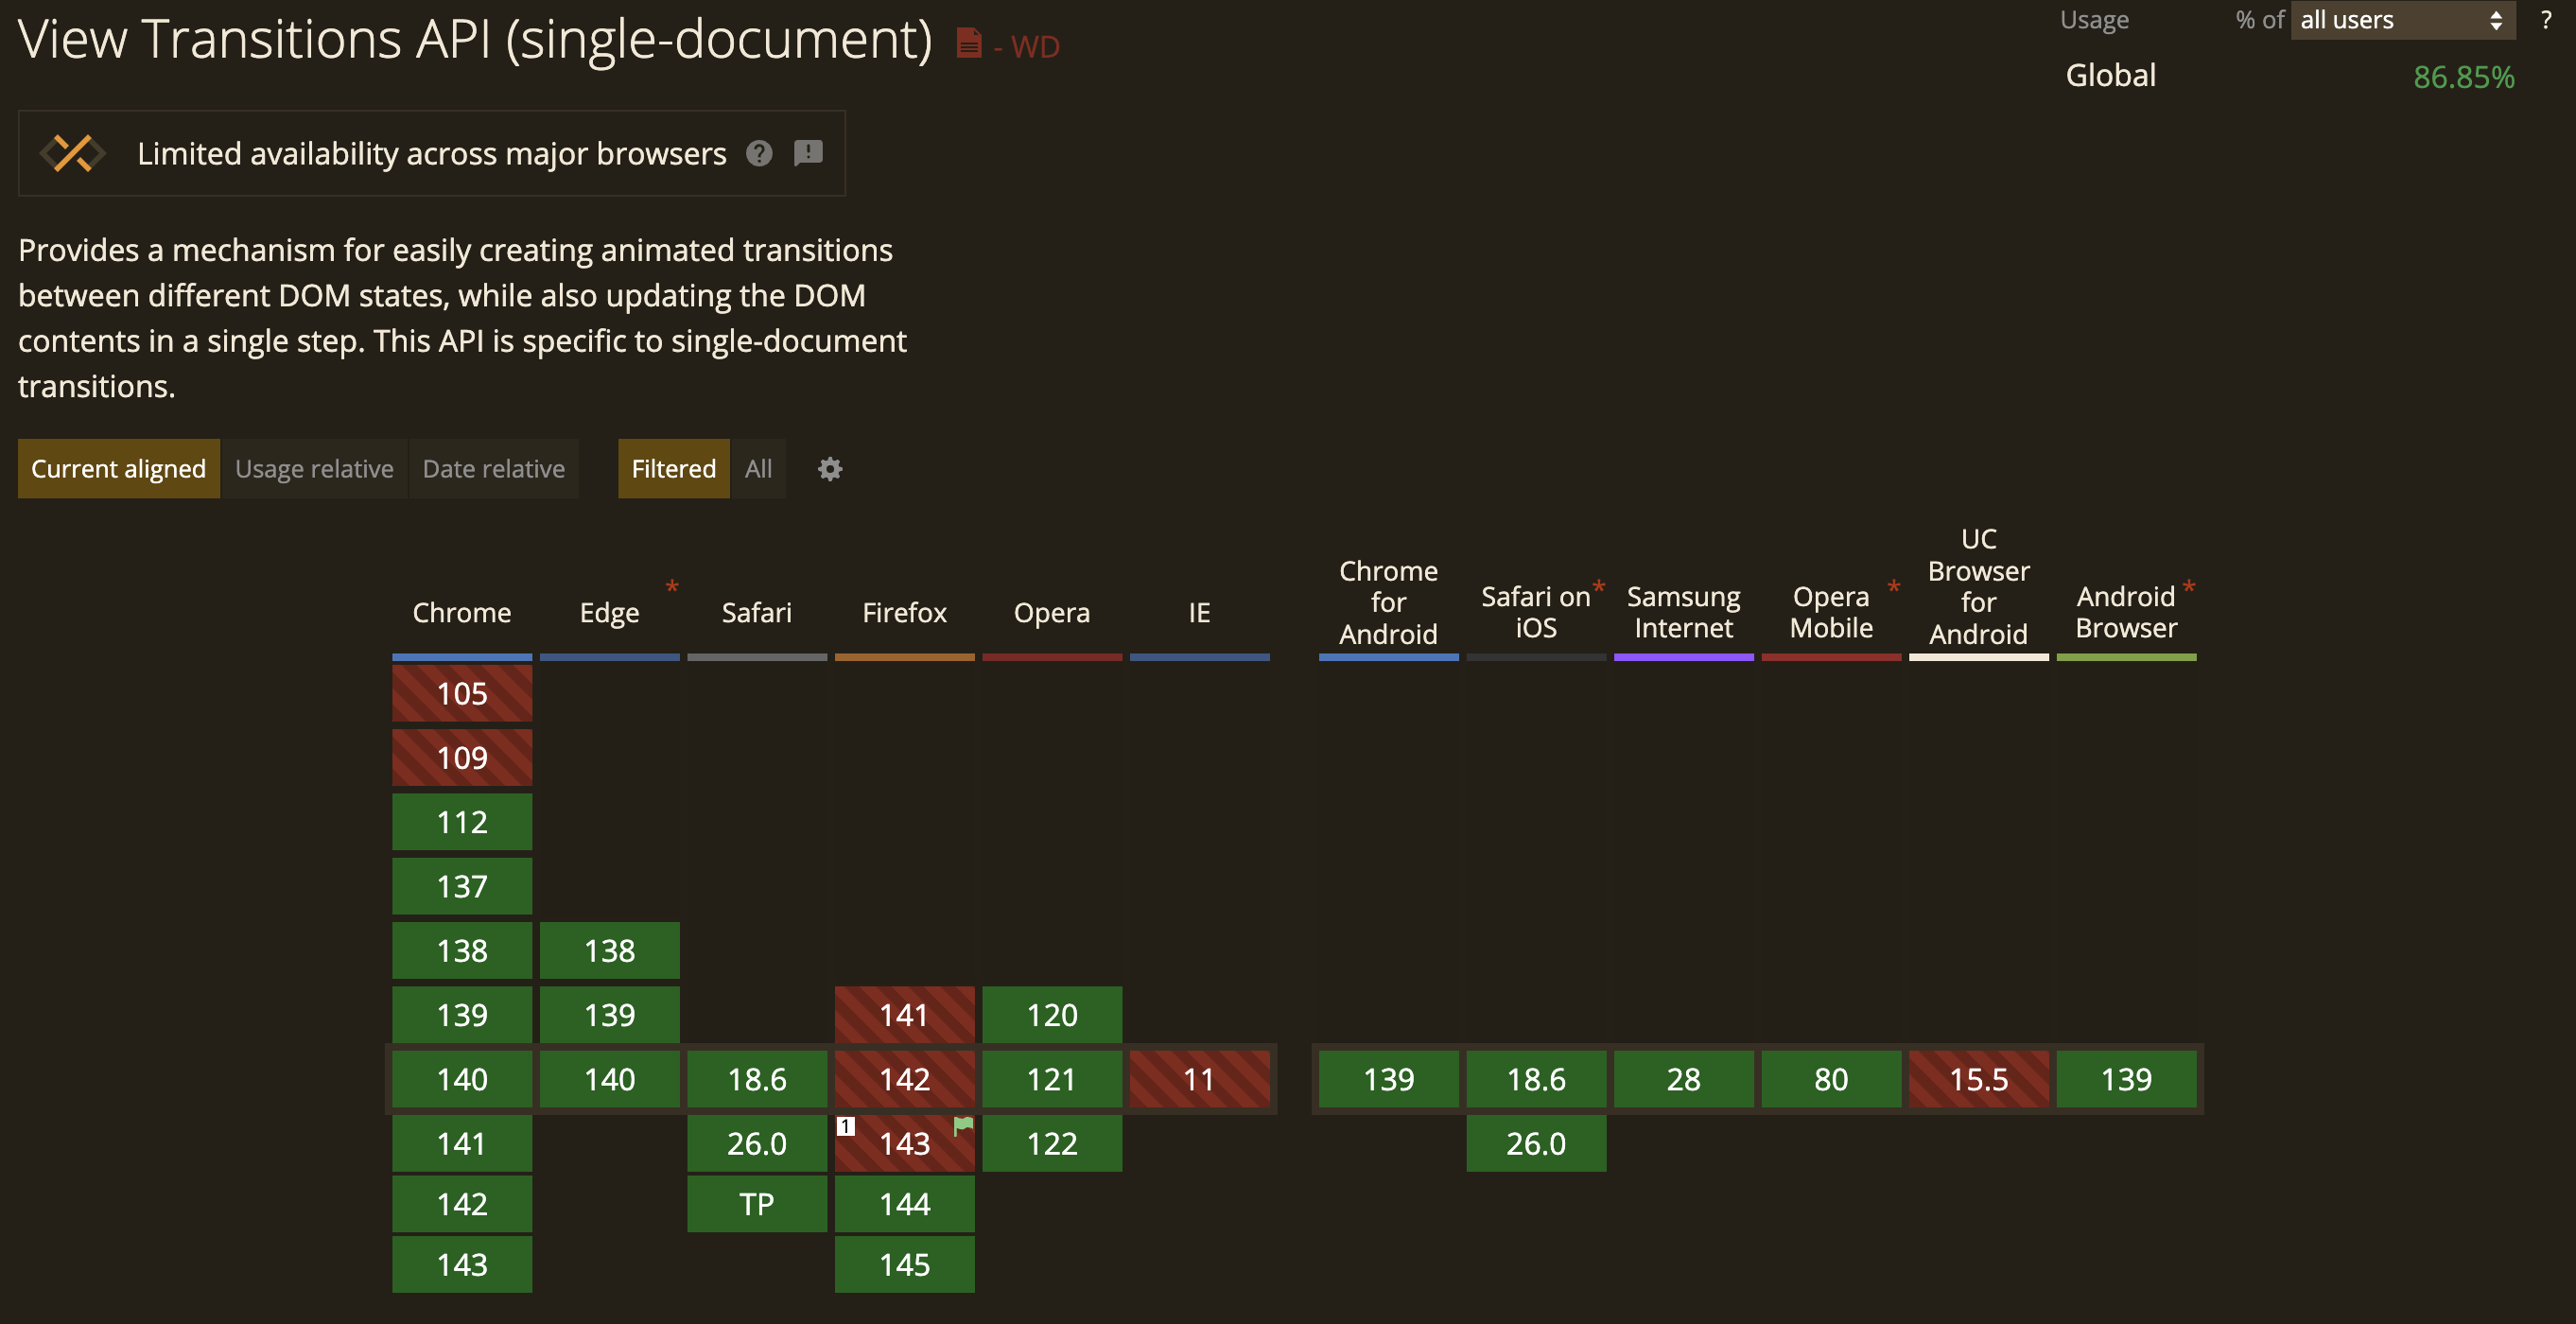 View Transitions API (single-document) - WD
Usage % of all users ?
Global 86.85%
Limited availability across major browsers ? !
Provides a mechanism for easily creating animated transitions
between different DOM states, while also updating the DOM
contents in a single step. This API is specific to single-document
transitions.
Current aligned Usage relative Date relative Filtered All
Chrome Edge * Safari Firefox Opera IE
Chrome
for
Android
Safari on *
iOS
Samsung
Internet
Opera *
Mobile
UC
Browser
for
Android
Android *
Browser
105
109
112
137
138 138
139 139 141 120
140 140 18.6 142 121 11 139 18.6 28 80 15.5 139
141 26.0 1 143 122 26.0
142 TP 144
143 145